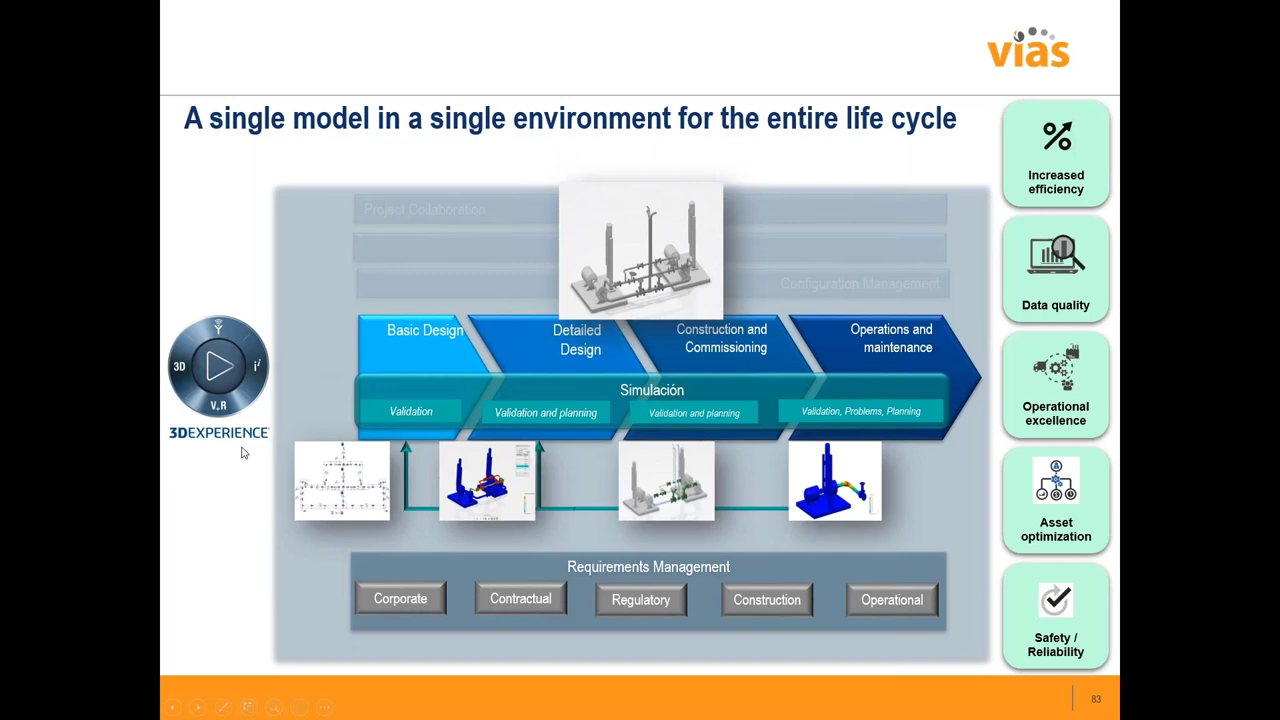 vias
A single model in a single environment for the entire life cycle
Project Collaboration
Configuration Management
Basic Design
Detailed
Design
Construction and
Commissioning
Operations and
maintenance
Simulación
Validation
Validation and planning
Validation and planning
Validation, Problems, Planning
3D
V,R
3DEXPERIENCE
Requirements Management
Corporate
Contractual
Regulatory
Construction
Operational
Increased
efficiency
Data quality
Operational
excellence
Asset
optimization
Safety /
Reliability
83